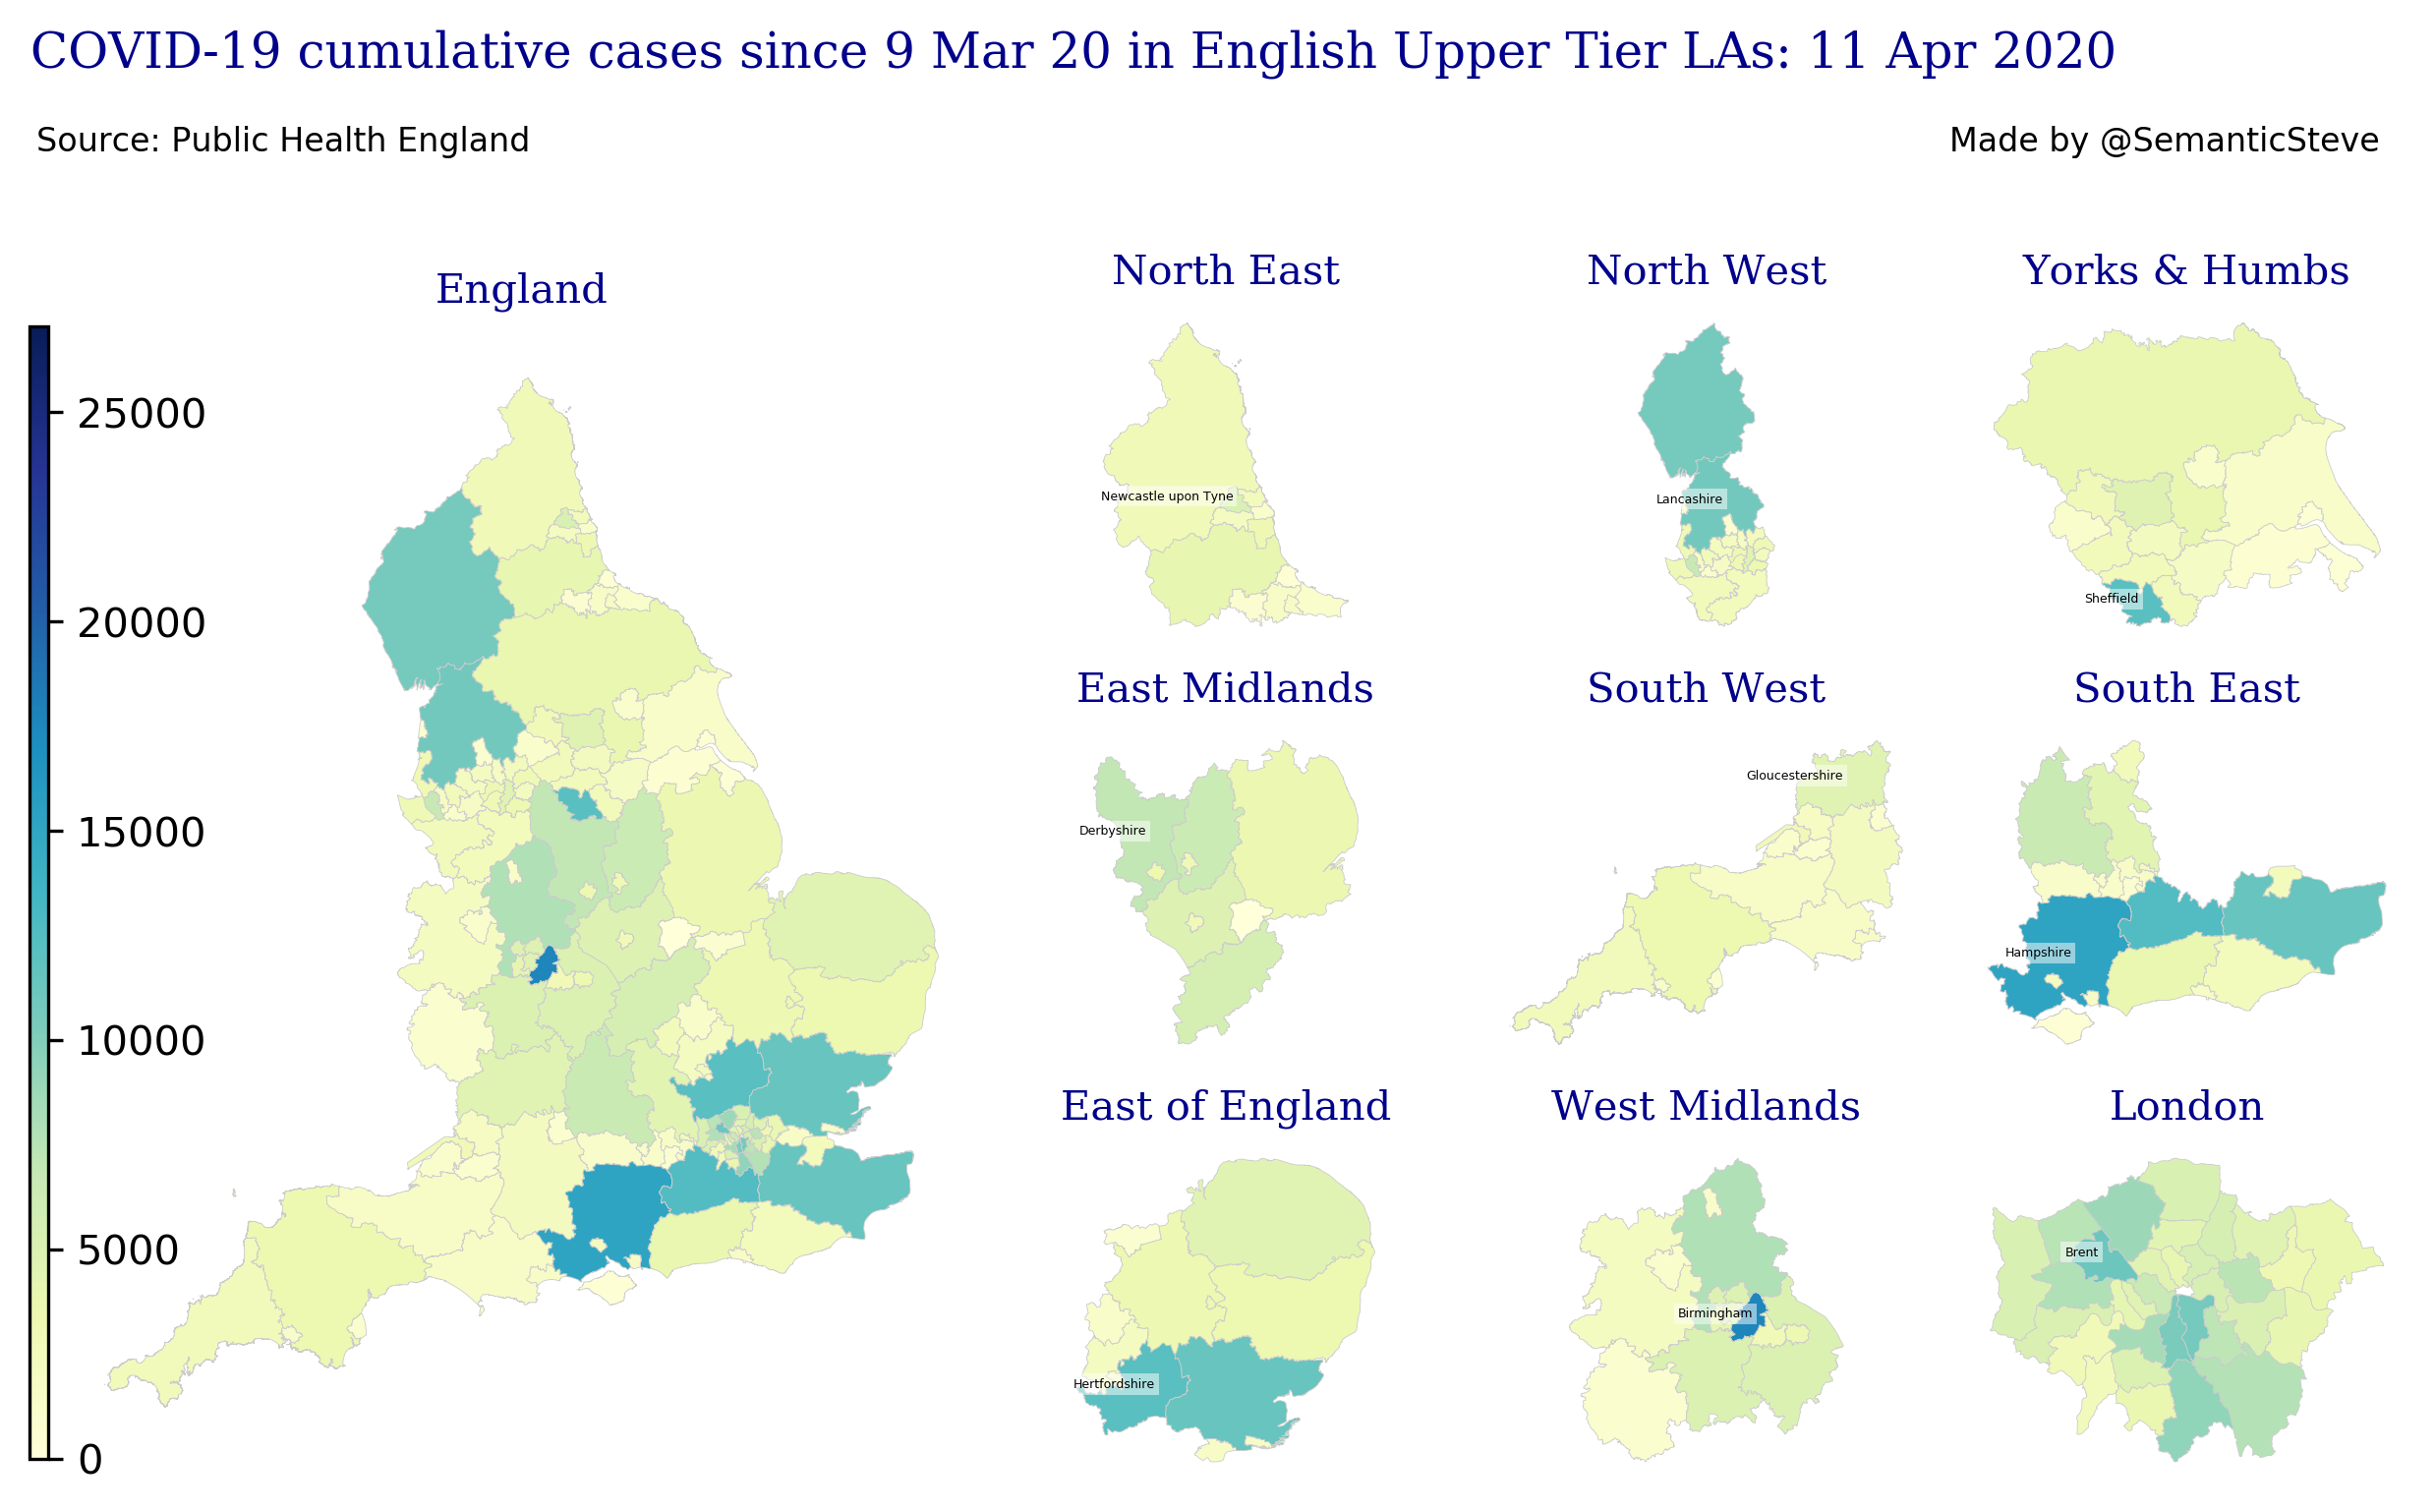 COVID-19 cumulative cases since 9 Mar 20 in English Upper Tier LAs: 11 Apr 2020
Source: Public Health England
Made by @SemanticSteve
England
25000
20000
15000
10000
5000
0
North East
Newcastle upon Tyne
North West
Lancashire
Yorks & Humbs
Sheffield
East Midlands
Derbyshire
South West
Gloucestershire
South East
Hampshire
East of England
Hertfordshire
West Midlands
Birmingham
London
Brent